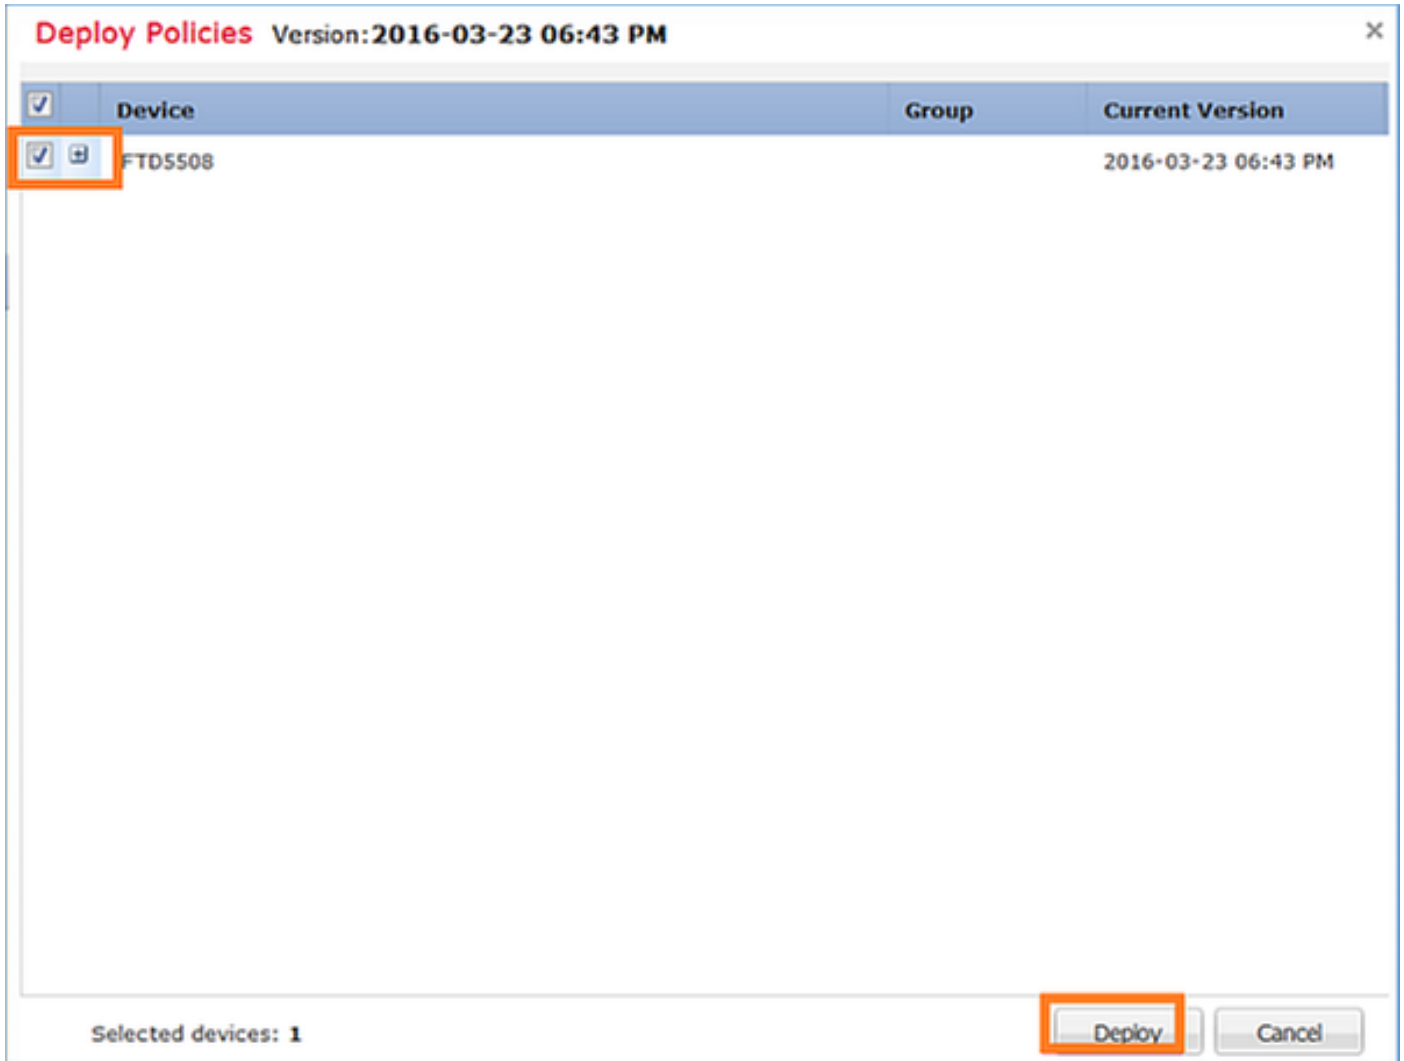 Deploy Policies Version:2016-03-23 06:43 PM
Device Group Current Version
FTD5508 2016-03-23 06:43 PM
Selected devices: 1 Deploy Cancel